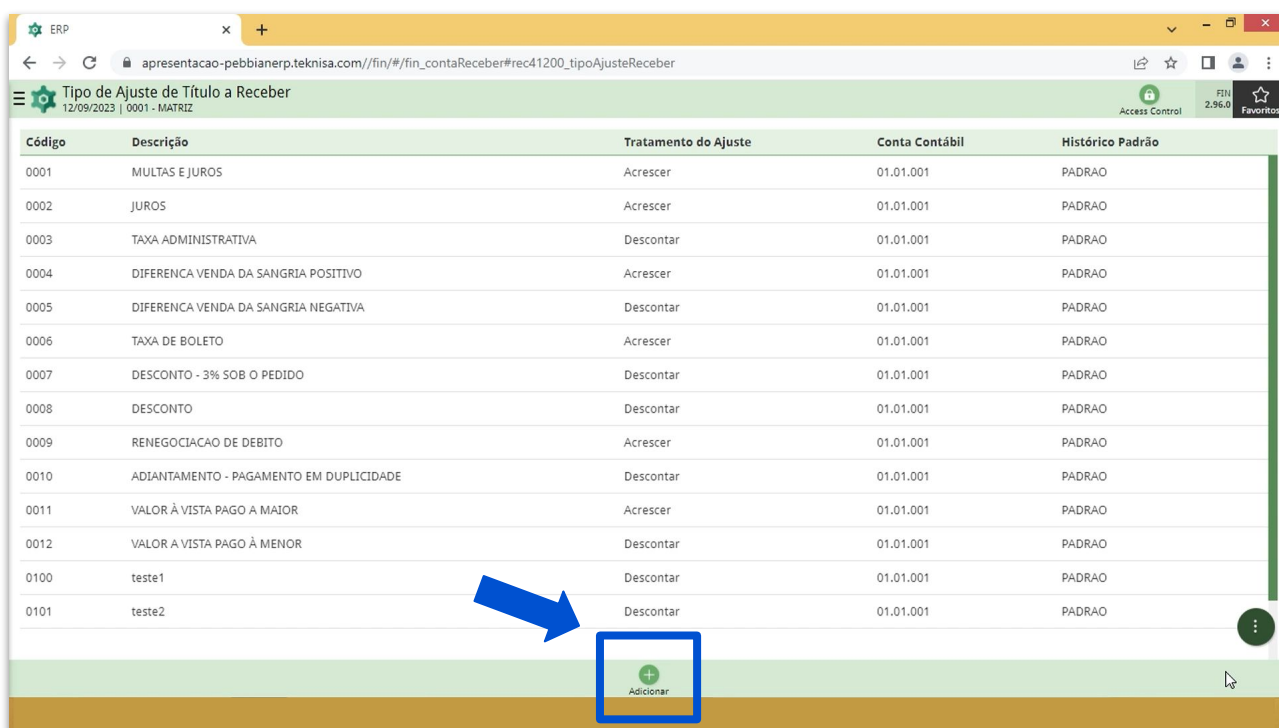 ERP
apresentacao-pebbianerp.teknisa.com//fin/#/fin_contaReceber#rec41200_tipoAjusteReceber
Tipo de Ajuste de Título a Receber
12/09/2023 | 0001 - MATRIZ
Access Control
FIN
2.96.0
Favoritos
Código Descrição Tratamento do Ajuste Conta Contábil Histórico Padrão
0001 MULTAS E JUROS Acrescer 01.01.001 PADRAO
0002 JUROS Acrescer 01.01.001 PADRAO
0003 TAXA ADMINISTRATIVA Descontar 01.01.001 PADRAO
0004 DIFERENCA VENDA DA SANGRIA POSITIVO Acrescer 01.01.001 PADRAO
0005 DIFERENCA VENDA DA SANGRIA NEGATIVA Descontar 01.01.001 PADRAO
0006 TAXA DE BOLETO Acrescer 01.01.001 PADRAO
0007 DESCONTO - 3% SOB O PEDIDO Descontar 01.01.001 PADRAO
0008 DESCONTO Descontar 01.01.001 PADRAO
0009 RENEGOCIACAO DE DEBITO Acrescer 01.01.001 PADRAO
0010 ADIANTAMENTO - PAGAMENTO EM DUPLICIDADE Descontar 01.01.001 PADRAO
0011 VALOR À VISTA PAGO A MAIOR Acrescer 01.01.001 PADRAO
0012 VALOR A VISTA PAGO À MENOR Descontar 01.01.001 PADRAO
0100 teste1 Descontar 01.01.001 PADRAO
0101 teste2 Descontar 01.01.001 PADRAO
Adicionar